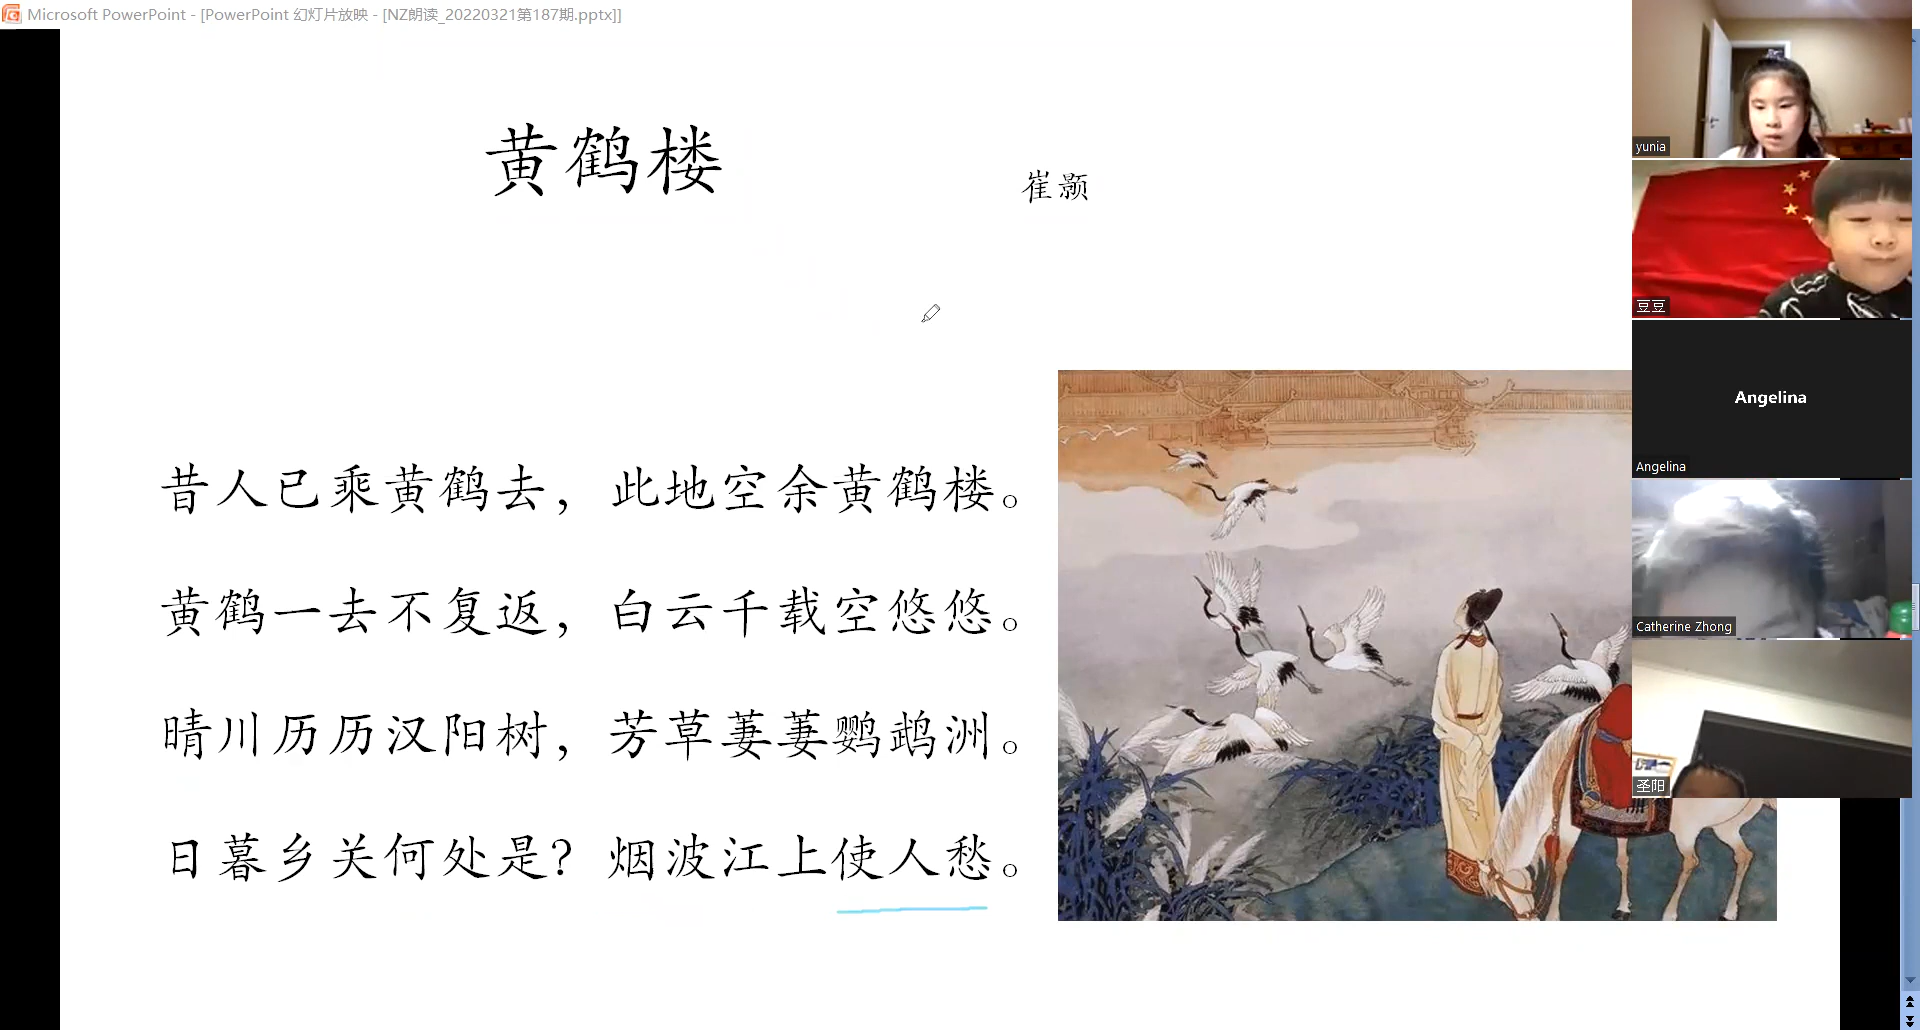 Microsoft PowerPoint - [PowerPoint 幻灯片放映 - [NZ朗读_20220321第187期.pptx]]
黄鹤楼
崔颢
昔人已乘黄鹤去，此地空余黄鹤楼。
黄鹤一去不复返，白云千载空悠悠。
晴川历历汉阳树，芳草萋萋鹦鹉洲。
日暮乡关何处是？烟波江上使人愁。
yunia
豆豆
Angelina
Angelina
Catherine Zhong
圣阳